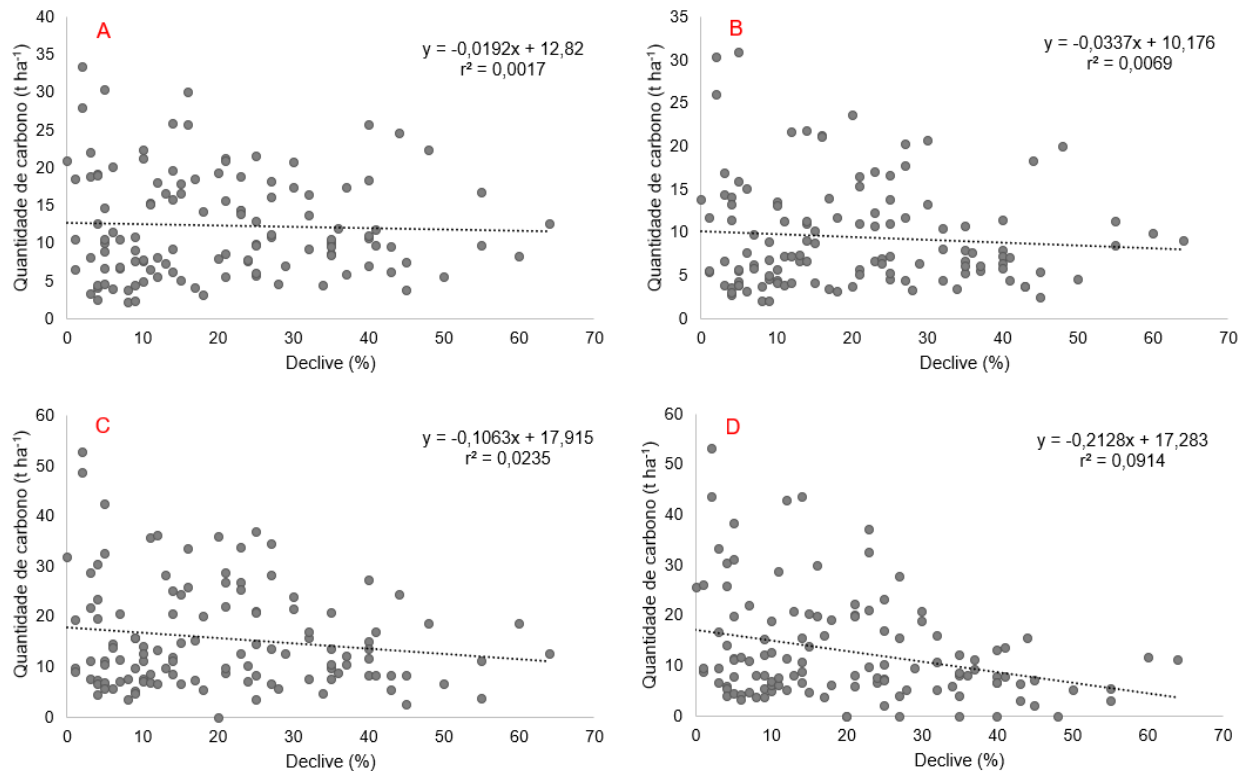 A
y = -0,0192x + 12,82
r² = 0,0017
Quantidade de carbono (t ha⁻¹)
40
35
30
25
20
15
10
5
0
0 10 20 30 40 50 60 70
Declive (%)
B
y = -0,0337x + 10,176
r² = 0,0069
Quantidade de carbono (t ha⁻¹)
35
30
25
20
15
10
5
0
0 10 20 30 40 50 60 70
Declive (%)
C
y = -0,1063x + 17,915
r² = 0,0235
Quantidade de carbono (t ha⁻¹)
60
50
40
30
20
10
0
0 10 20 30 40 50 60 70
Declive (%)
D
y = -0,2128x + 17,283
r² = 0,0914
Quantidade de carbono (t ha⁻¹)
60
50
40
30
20
10
0
0 10 20 30 40 50 60 70
Declive (%)